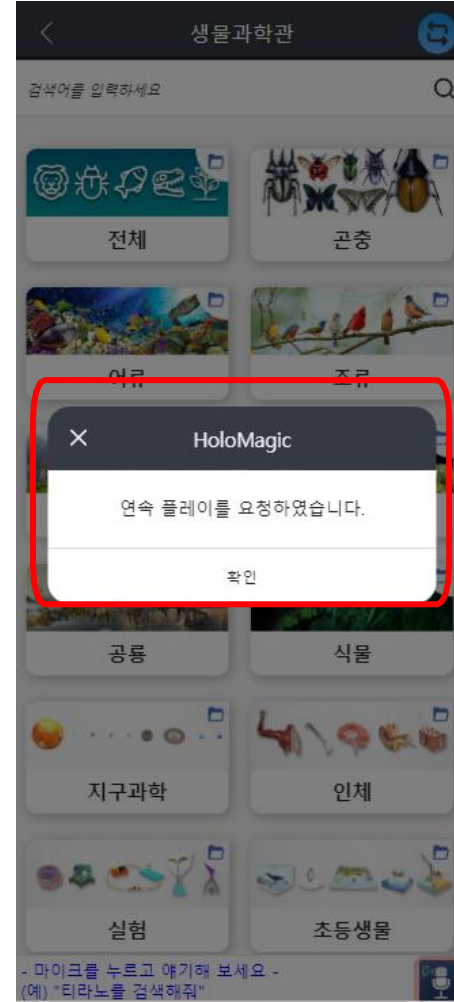 생물과학관
검색어를 입력하세요
전체
곤충
어류
조류
HoloMagic
연속 플레이를 요청하였습니다.
확인
공룡
식물
지구과학
인체
실험
초등생물
- 마이크를 누르고 얘기해 보세요 -
(예) "티라노를 검색해줘"